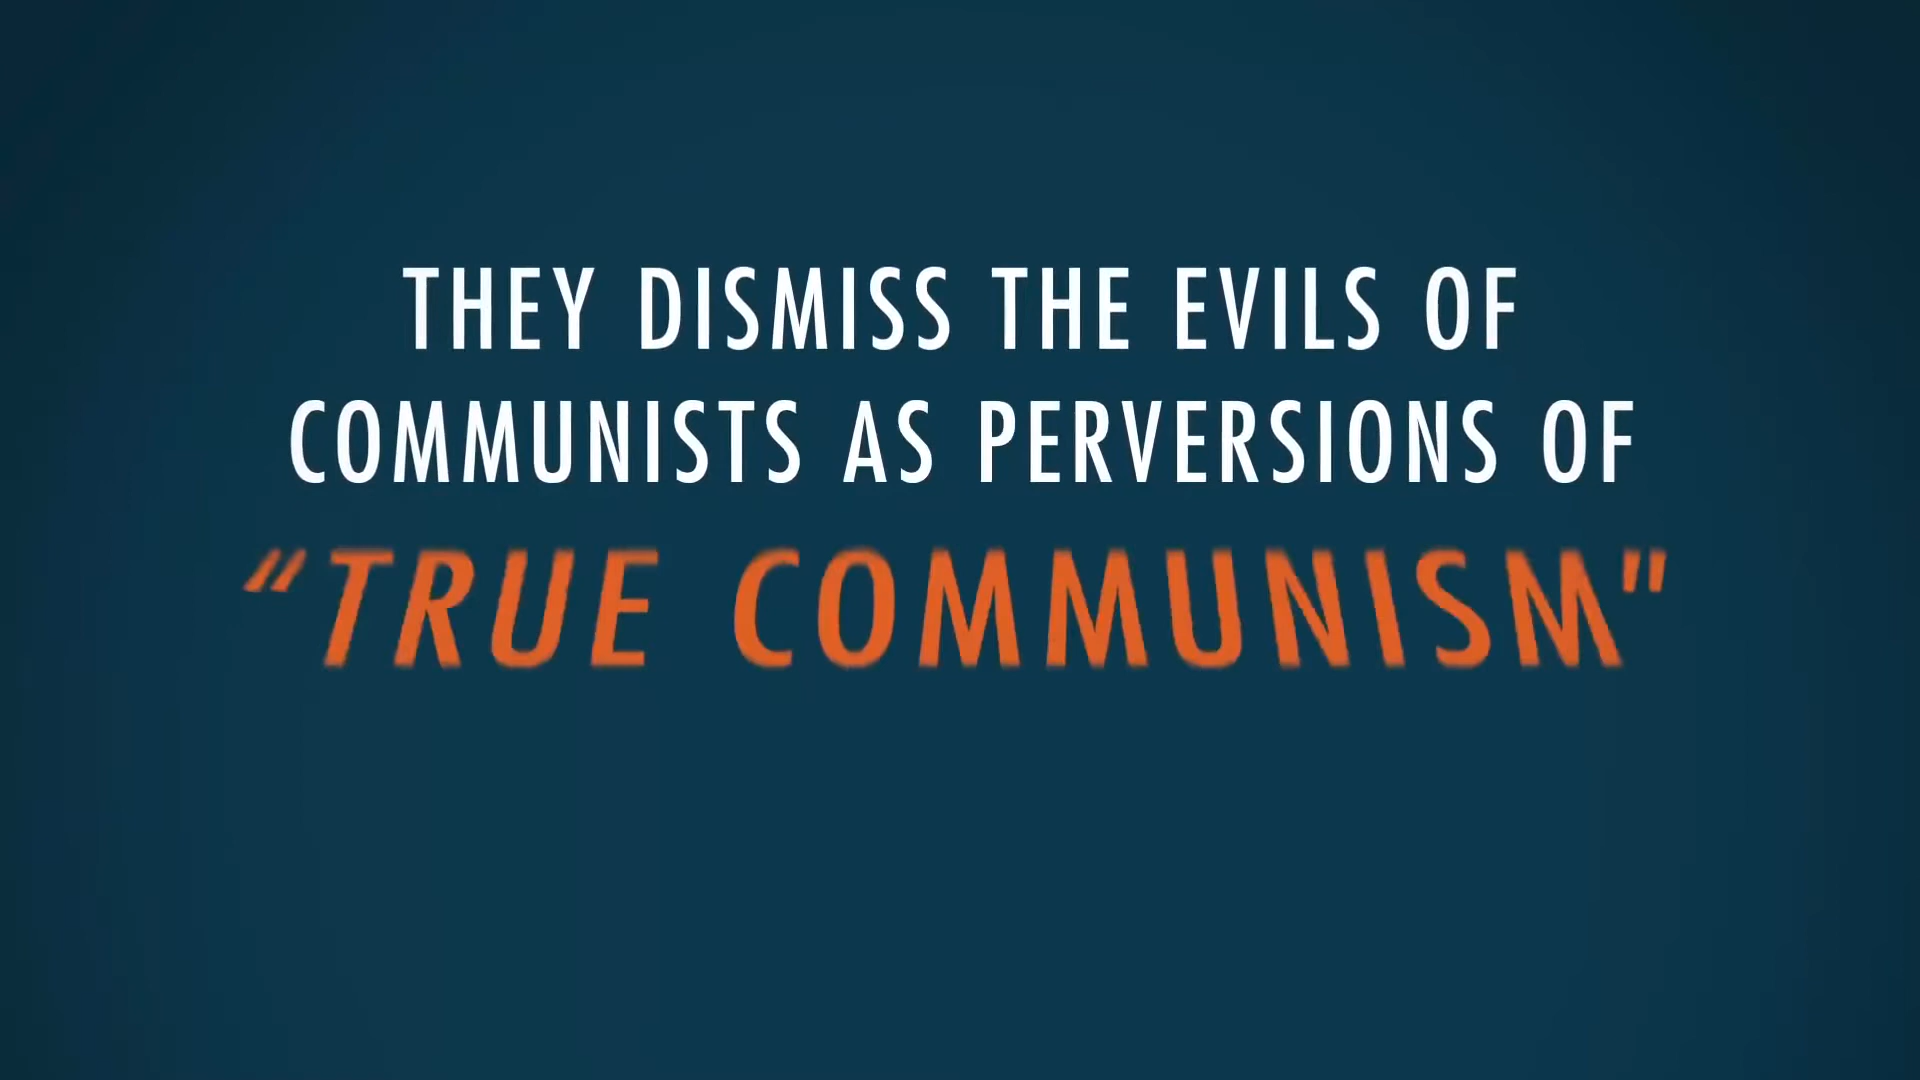 THEY DISMISS THE EVILS OF
COMMUNISTS AS PERVERSIONS OF
“TRUE COMMUNISM"